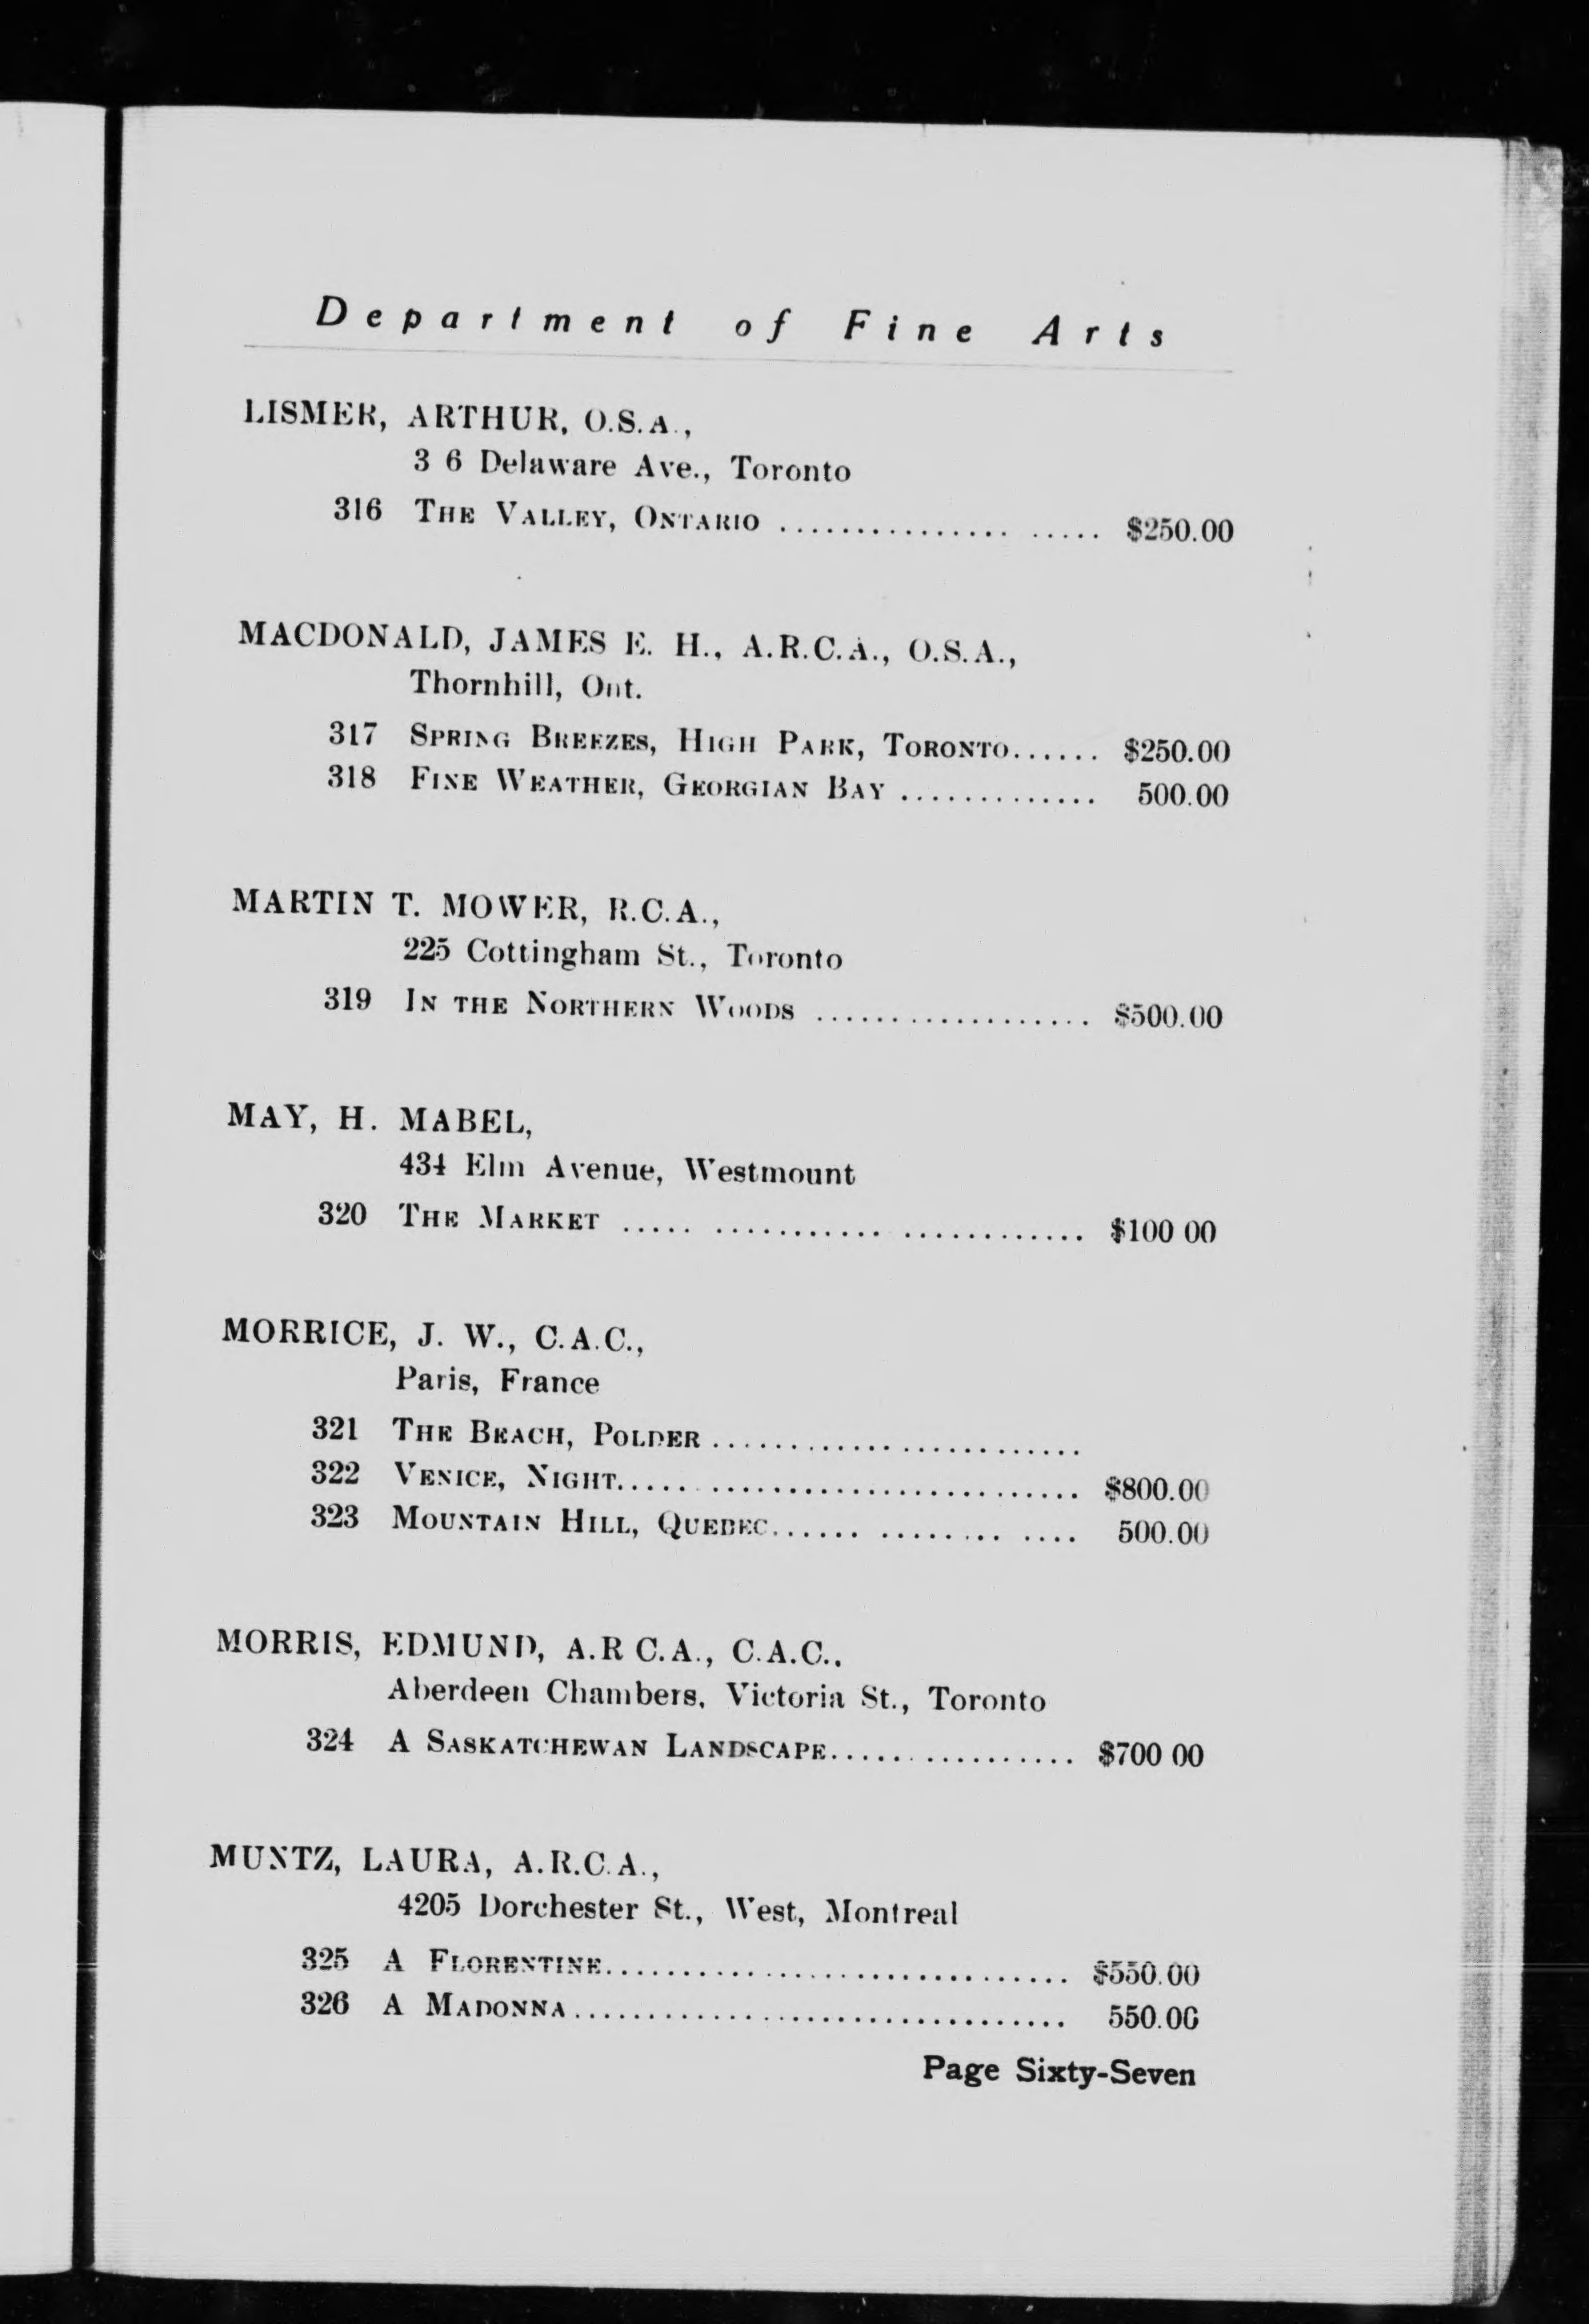 Department of Fine Arts
LISMER, ARTHUR, O.S.A.,
3 6 Delaware Ave., Toronto
316 THE VALLEY, ONTARIO ..................... $250.00
MACDONALD, JAMES E. H., A.R.C.A., O.S.A.,
Thornhill, Ont.
317 SPRING BREEZES, HIGH PARK, TORONTO...... $250.00
318 FINE WEATHER, GEORGIAN BAY ............. 500.00
MARTIN T. MOWER, R.C.A.,
225 Cottingham St., Toronto
319 IN THE NORTHERN WOODS ................... $500.00
MAY, H. MABEL,
434 Elm Avenue, Westmount
320 THE MARKET ..... ........... ............ $100 00
MORRICE, J. W., C.A.C.,
Paris, France
321 THE BEACH, POLDER .........................
322 VENICE, NIGHT............................... $800.00
323 MOUNTAIN HILL, QUEBEC...... ........ .... 500.00
MORRIS, EDMUND, A.R C.A., C.A.C.,
Aberdeen Chambers, Victoria St., Toronto
324 A SASKATCHEWAN LANDSCAPE................ $700 00
MUNTZ, LAURA, A.R.C.A.,
4205 Dorchester St., West, Montreal
325 A FLORENTINE............................... $550.00
326 A MADONNA................................. 550.00
Page Sixty-Seven